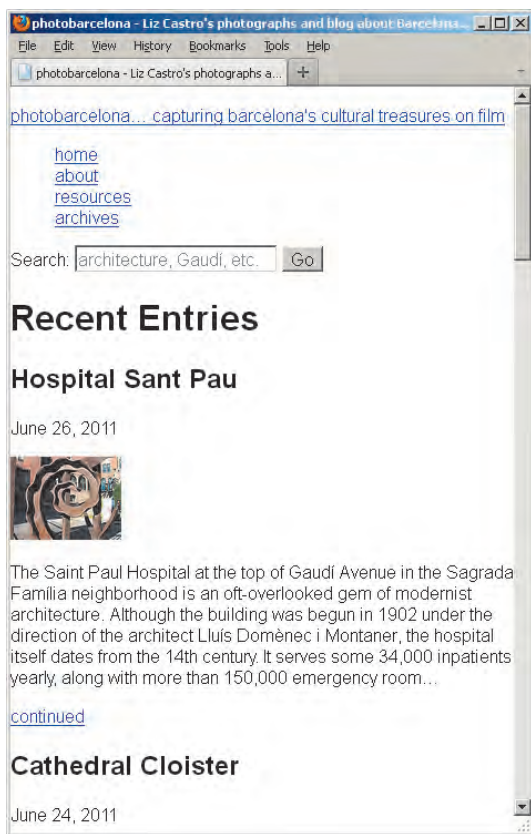 photobarcelona - Liz Castro's photographs and blog about Barcelona...
File Edit View History Bookmarks Tools Help
photobarcelona - Liz Castro's photographs a...
photobarcelona... capturing barcelona's cultural treasures on film
home
about
resources
archives
Search: architecture, Gaudí, etc. Go
Recent Entries
Hospital Sant Pau
June 26, 2011
The Saint Paul Hospital at the top of Gaudí Avenue in the Sagrada
Família neighborhood is an oft-overlooked gem of modernist
architecture. Although the building was begun in 1902 under the
direction of the architect Lluís Domènec i Montaner, the hospital
itself dates from the 14th century. It serves some 34,000 inpatients
yearly, along with more than 150,000 emergency room…
continued
Cathedral Cloister
June 24, 2011